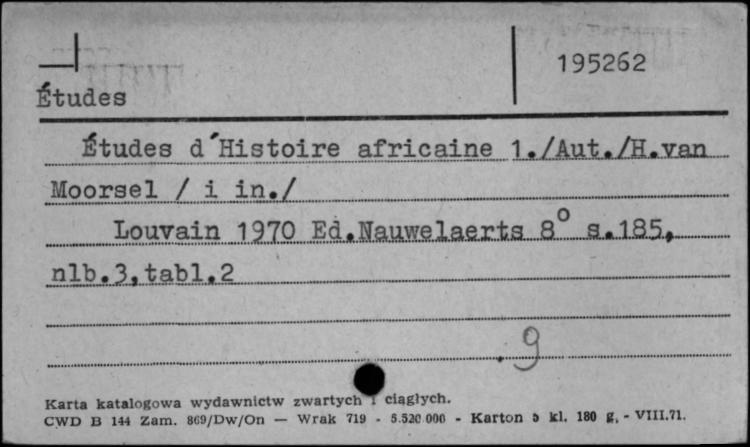 195262
Études
Études d'Histoire africaine 1./Aut./H.van
Moorsel / i in./
Louvain 1970 Ed.Nauwelaerts 8° s.185,
nlb.3,tabl.2
.9
Karta katalogowa wydawnictw zwartych i ciągłych.
CWD B 144 Zam. 869/Dw/On — Wrak 719 - 5.520.000 - Karton 5 kl. 180 g, - VIII.71.